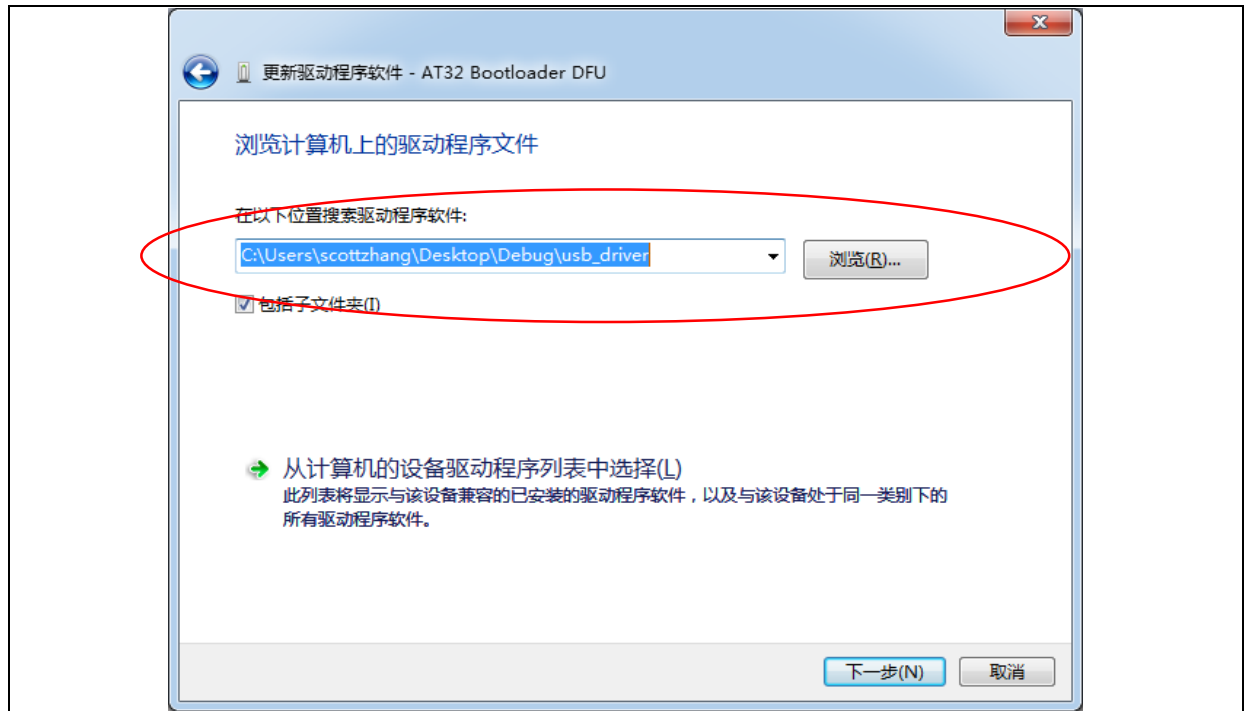 更新驱动程序软件 - AT32 Bootloader DFU
浏览计算机上的驱动程序文件
在以下位置搜索驱动程序软件:
C:\Users\scottzhang\Desktop\Debug\usb_driver
浏览(R)...
包括子文件夹(I)
从计算机的设备驱动程序列表中选择(L)
此列表将显示与该设备兼容的已安装的驱动程序软件，以及与该设备处于同一类别下的
所有驱动程序软件。
下一步(N)
取消